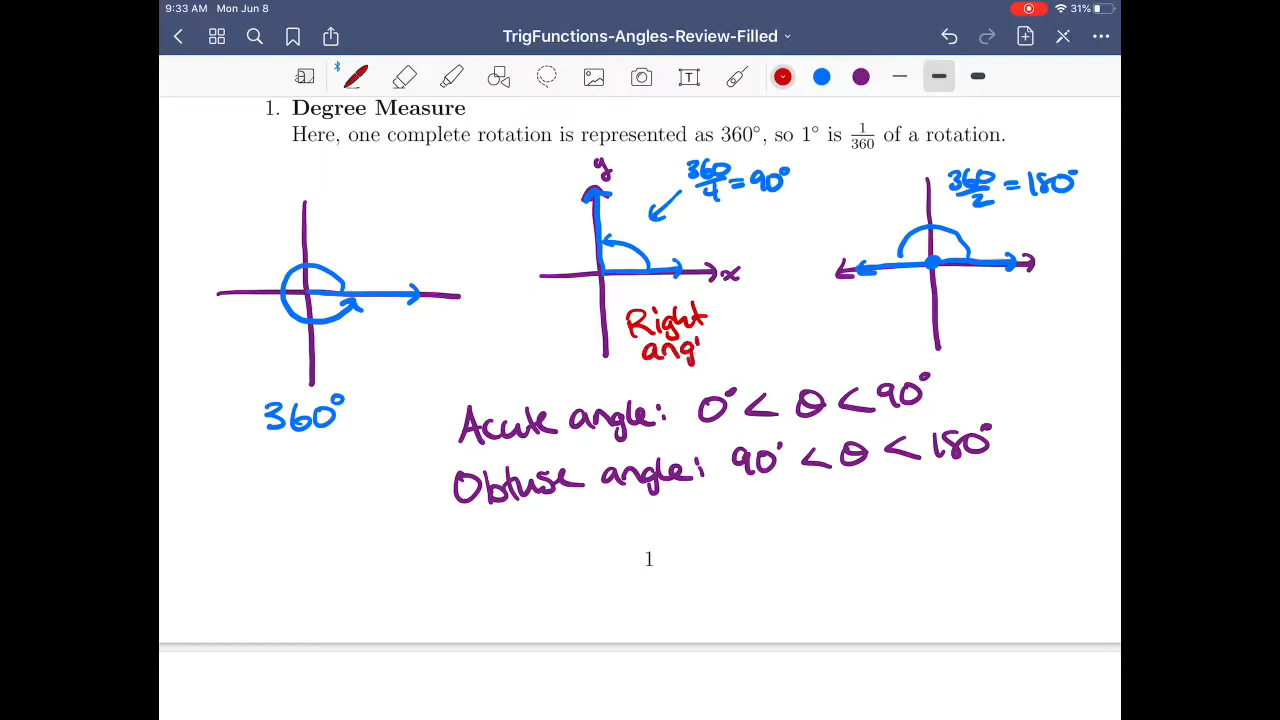 9:33 AM Mon Jun 8
31%
TrigFunctions-Angles-Review-Filled
T
1. Degree Measure
Here, one complete rotation is represented as 360°, so 1° is 1/360 of a rotation.
y
360/4 = 90°
360/2 = 180°
x
Right
ang
360°
Acute angle: 0° < θ < 90°
Obtuse angle: 90° < θ < 180°
1